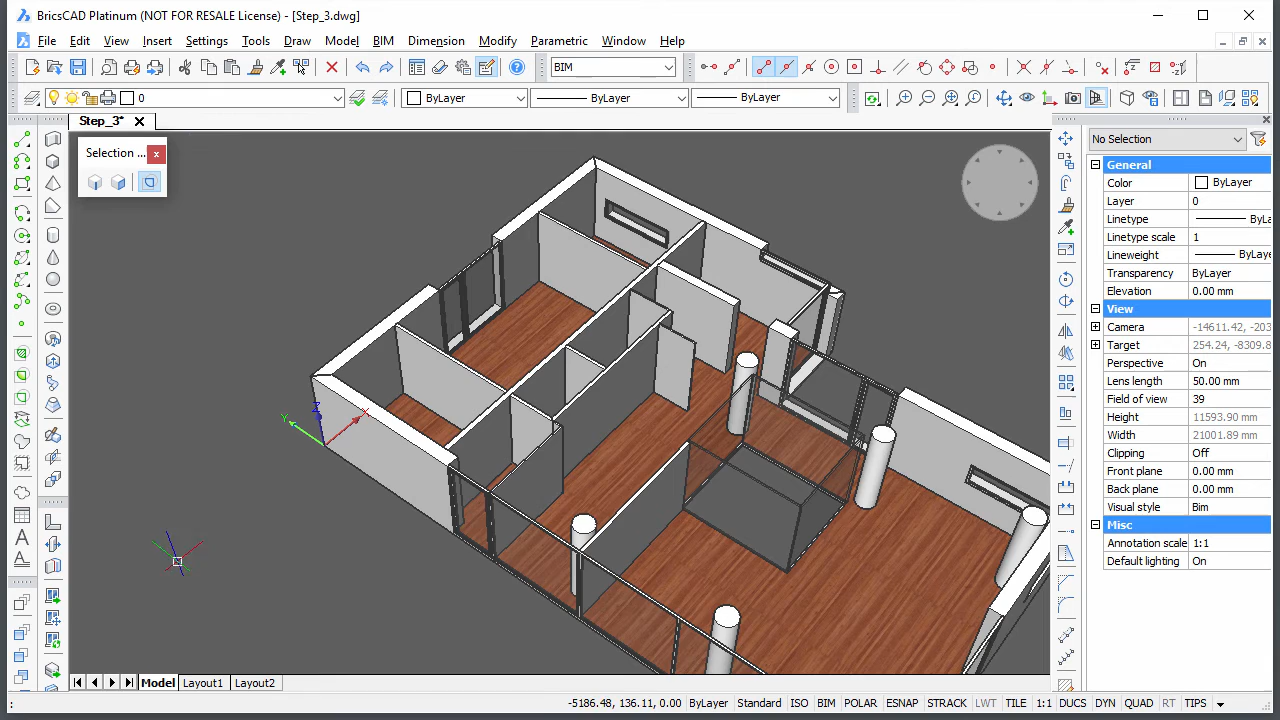 BricsCAD Platinum (NOT FOR RESALE License) - [Step_3.dwg]
File Edit View Insert Settings Tools Draw Model BIM Dimension Modify Parametric Window Help
BIM
0 ByLayer ByLayer ByLayer
Step_3*
Selection ...
No Selection
General
Color ByLayer
Layer 0
Linetype ByLa
Linetype scale 1
Lineweight ByLa
Transparency ByLayer
Elevation 0.00 mm
View
Camera -14611.42, -203
Target 254.24, -8309.8
Perspective On
Lens length 50.00 mm
Field of view 39
Height 11593.90 mm
Width 21001.89 mm
Clipping Off
Front plane 0.00 mm
Back plane 0.00 mm
Visual style Bim
Misc
Annotation scale 1:1
Default lighting On
Z
Y X
Model Layout1 Layout2
: -5186.48, 136.11, 0.00 ByLayer Standard ISO BIM POLAR ESNAP STRACK LWT TILE 1:1 DUCS DYN QUAD RT TIPS